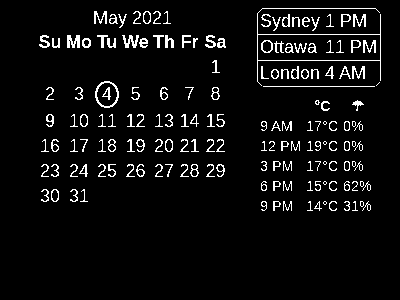 May 2021
Su Mo Tu We Th Fr Sa
1
2 3 4 5 6 7 8
9 10 11 12 13 14 15
16 17 18 19 20 21 22
23 24 25 26 27 28 29
30 31
Sydney 1 PM
Ottawa 11 PM
London 4 AM
°C ☂
9 AM 17°C 0%
12 PM 19°C 0%
3 PM 17°C 0%
6 PM 15°C 62%
9 PM 14°C 31%